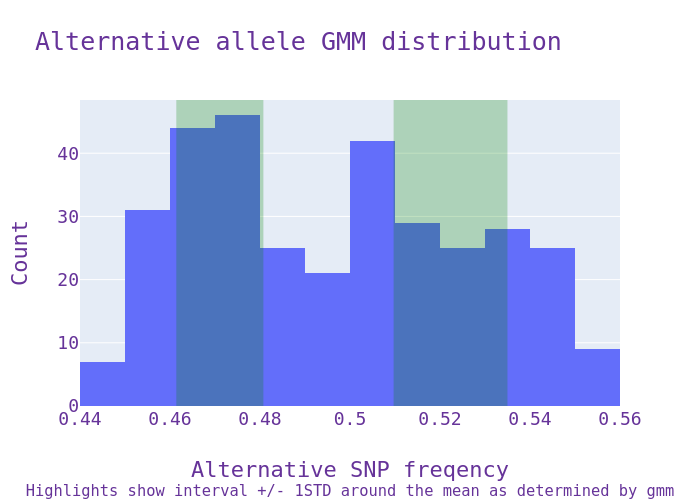 Alternative allele GMM distribution
Count
40
30
20
10
0
0.44 0.46 0.48 0.5 0.52 0.54 0.56
Alternative SNP freqency
Highlights show interval +/- 1STD around the mean as determined by gmm